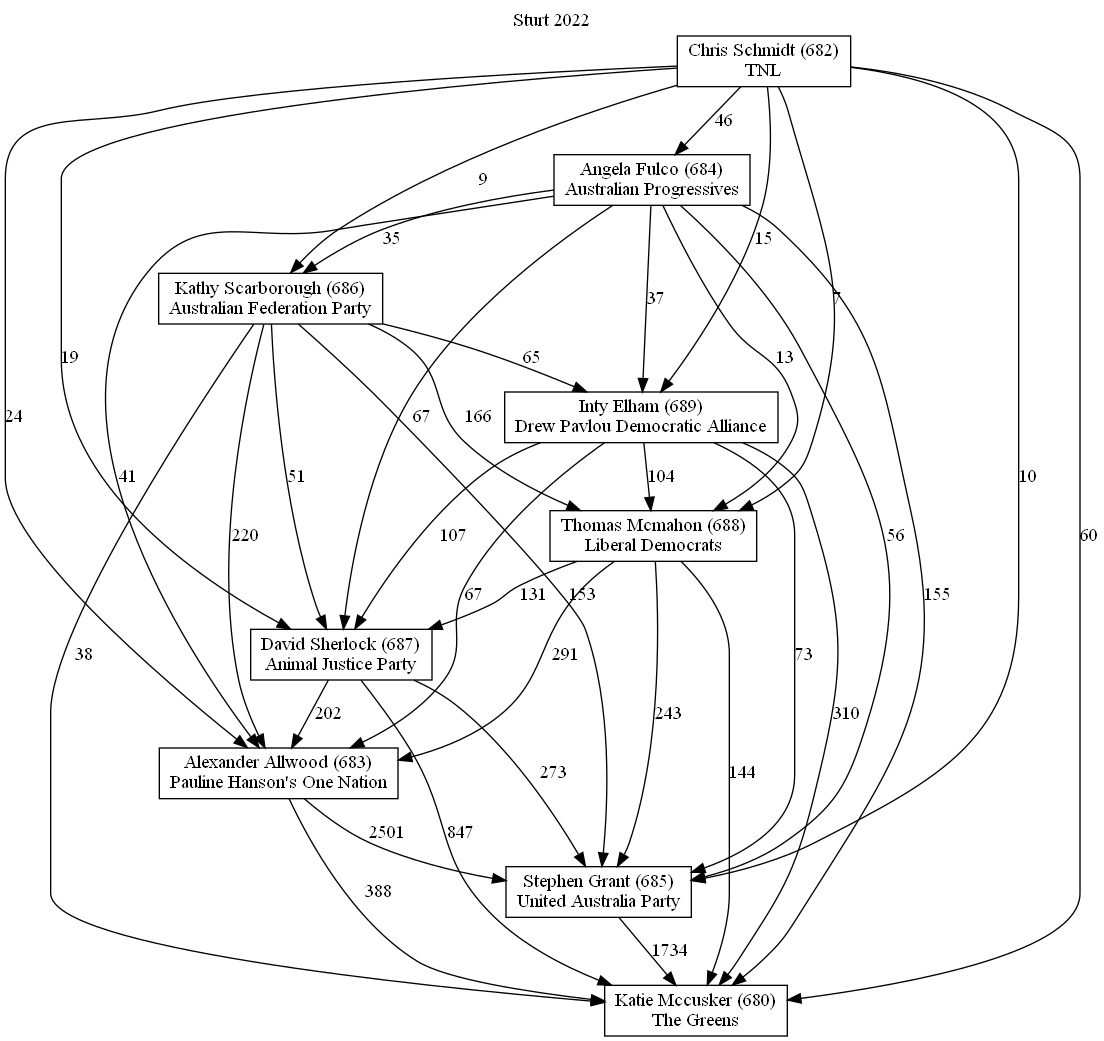 Sturt 2022
Chris Schmidt (682)
TNL
46
Angela Fulco (684)
Australian Progressives
9
35
15
Kathy Scarborough (686)
Australian Federation Party
37
7
19
65
13
24
67
166
Inty Elham (689)
Drew Pavlou Democratic Alliance
41
51
104
10
220
107
Thomas Mcmahon (688)
Liberal Democrats
56
60
67
131
153
155
38
David Sherlock (687)
Animal Justice Party
291
73
202
243
310
Alexander Allwood (683)
Pauline Hanson's One Nation
273
144
2501
847
388
Stephen Grant (685)
United Australia Party
1734
Katie Mccusker (680)
The Greens